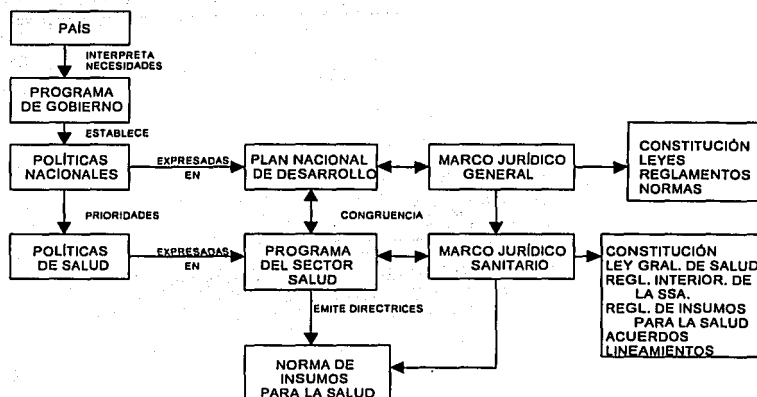 PAÍS
INTERPRETA
NECESIDADES
PROGRAMA
DE GOBIERNO
ESTABLECE
POLÍTICAS
NACIONALES
EXPRESADAS
EN
PLAN NACIONAL
DE DESARROLLO
MARCO JURÍDICO
GENERAL
CONSTITUCIÓN
LEYES
REGLAMENTOS
NORMAS
PRIORIDADES
CONGRUENCIA
POLÍTICAS
DE SALUD
EXPRESADAS
EN
PROGRAMA
DEL SECTOR
SALUD
MARCO JURÍDICO
SANITARIO
CONSTITUCIÓN
LEY GRAL. DE SALUD
REGL. INTERIOR. DE
LA SSA.
REGL. DE INSUMOS
PARA LA SALUD
ACUERDOS
LINEAMIENTOS
EMITE DIRECTRICES
NORMA DE
INSUMOS
PARA LA SALUD